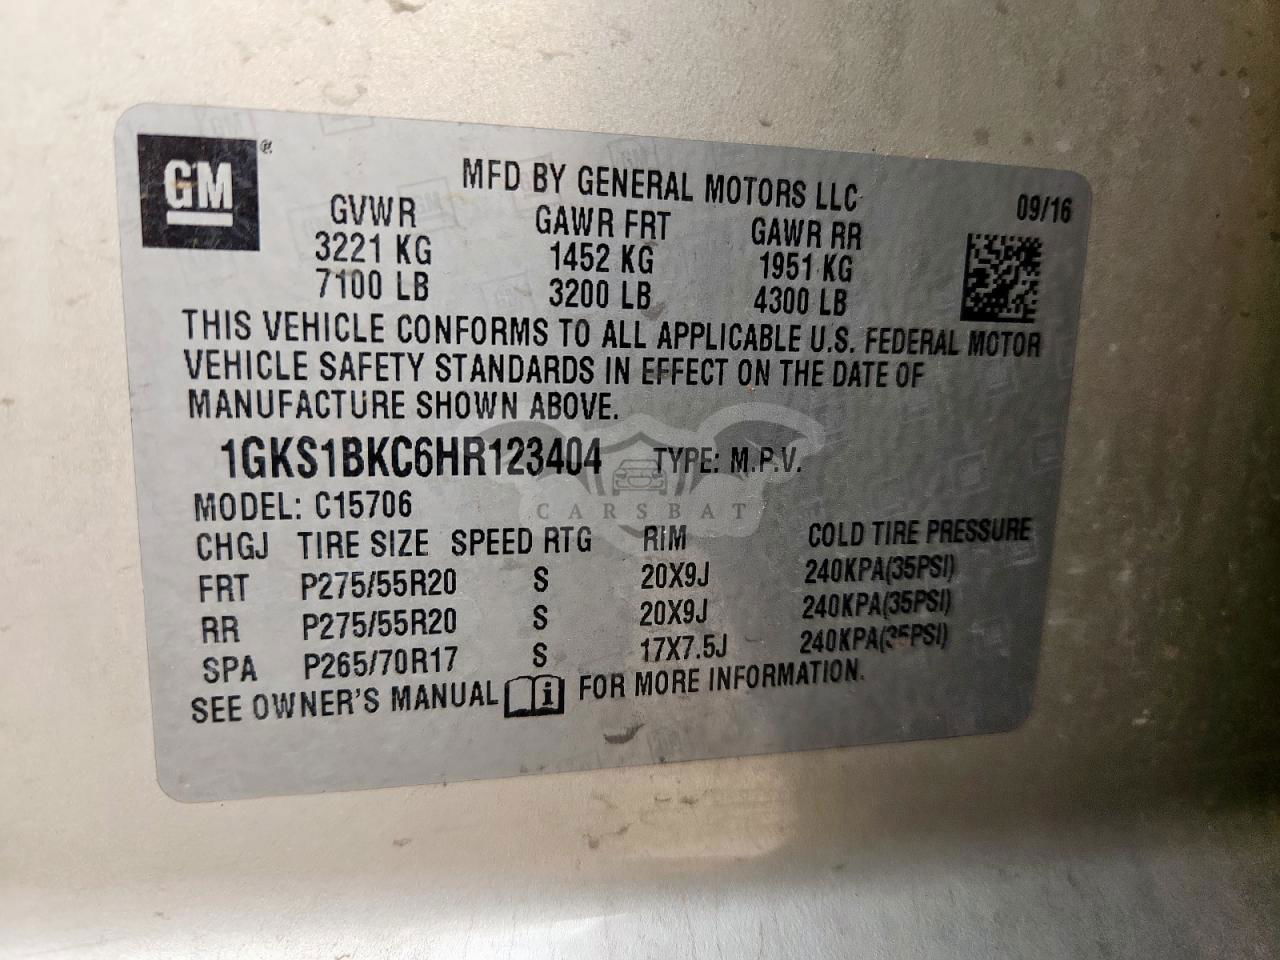 GM ®
MFD BY GENERAL MOTORS LLC
09/16
GVWR GAWR FRT GAWR RR
3221 KG 1452 KG 1951 KG
7100 LB 3200 LB 4300 LB
THIS VEHICLE CONFORMS TO ALL APPLICABLE U.S. FEDERAL MOTOR
VEHICLE SAFETY STANDARDS IN EFFECT ON THE DATE OF
MANUFACTURE SHOWN ABOVE.
1GKS1BKC6HR123404 TYPE: M.P.V.
MODEL: C15706
CARSBAT
CHGJ TIRE SIZE SPEED RTG RIM COLD TIRE PRESSURE
FRT P275/55R20 S 20X9J 240KPA(35PSI)
RR P275/55R20 S 20X9J 240KPA(35PSI)
SPA P265/70R17 S 17X7.5J 240KPA(35PSI)
SEE OWNER'S MANUAL i FOR MORE INFORMATION.